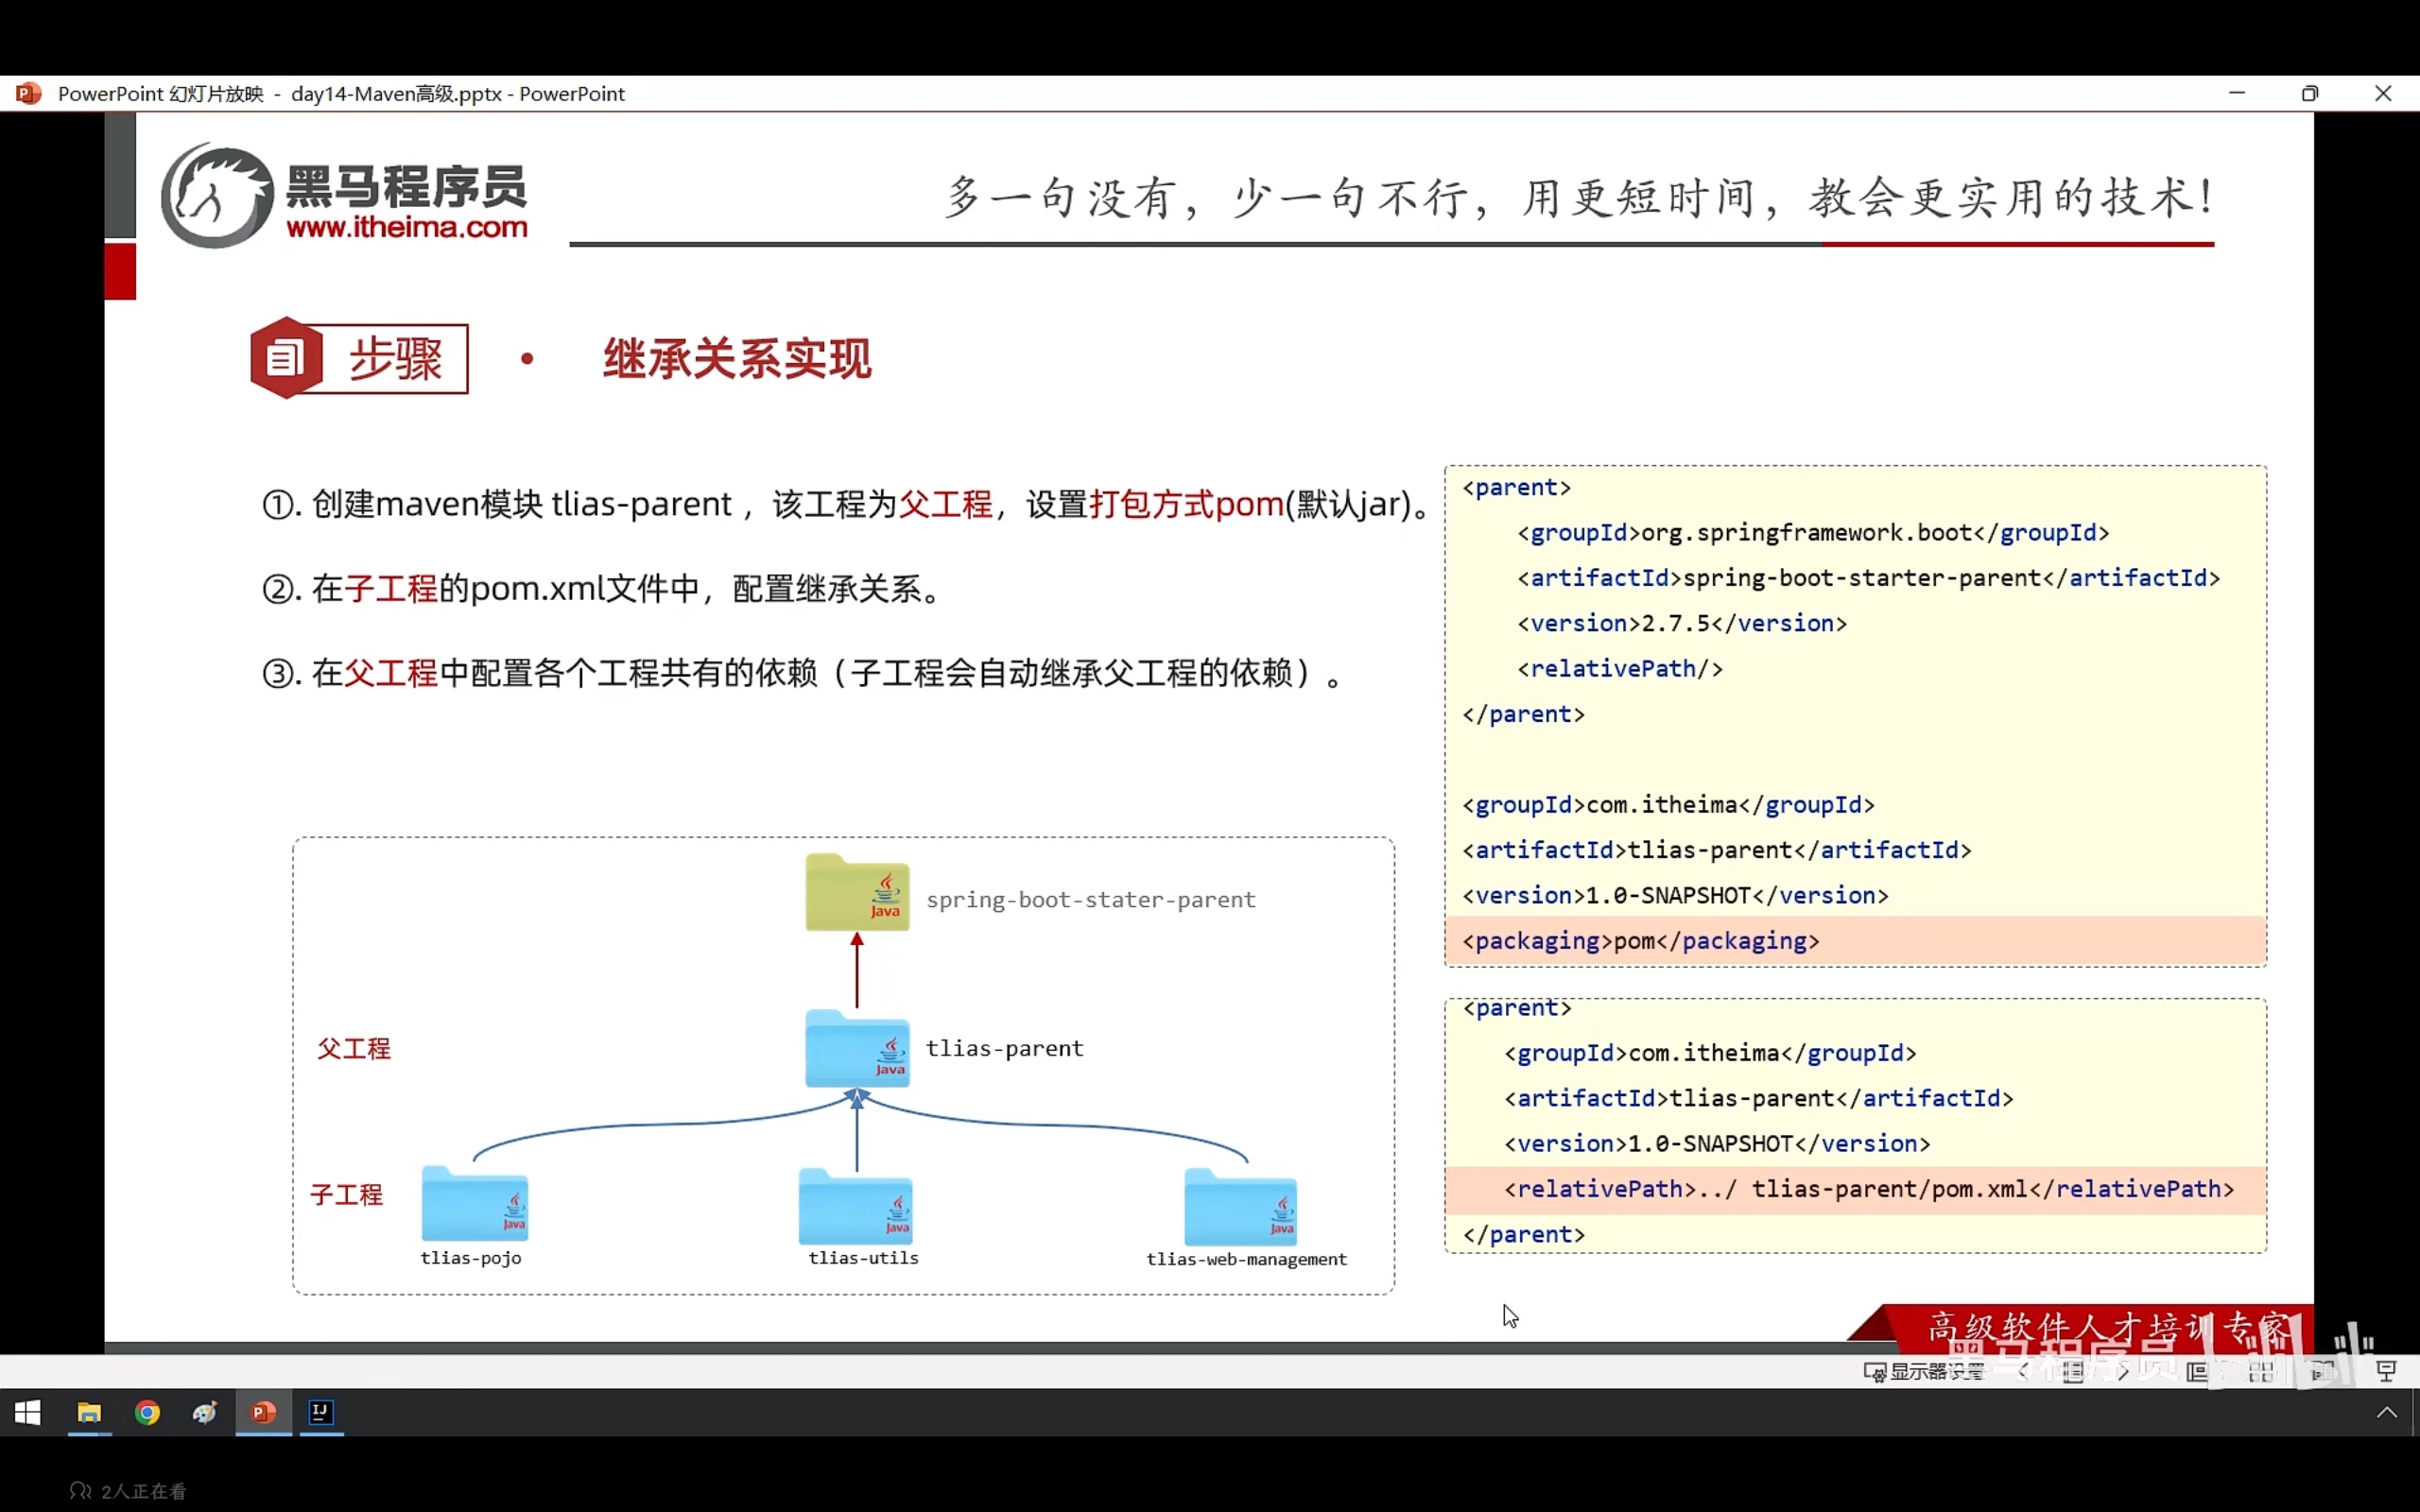 PowerPoint 幻灯片放映 - day14-Maven高级.pptx - PowerPoint
黑马程序员
www.itheima.com
多一句没有，少一句不行，用更短时间，教会更实用的技术！
步骤
• 继承关系实现
①. 创建maven模块 tlias-parent ，该工程为父工程，设置打包方式pom(默认jar)。
②. 在子工程的pom.xml文件中，配置继承关系。
③. 在父工程中配置各个工程共有的依赖（子工程会自动继承父工程的依赖）。
<parent>
<groupId>org.springframework.boot</groupId>
<artifactId>spring-boot-starter-parent</artifactId>
<version>2.7.5</version>
<relativePath/>
</parent>
<groupId>com.itheima</groupId>
<artifactId>tlias-parent</artifactId>
<version>1.0-SNAPSHOT</version>
<packaging>pom</packaging>
<parent>
<groupId>com.itheima</groupId>
<artifactId>tlias-parent</artifactId>
<version>1.0-SNAPSHOT</version>
<relativePath>../ tlias-parent/pom.xml</relativePath>
</parent>
Java
spring-boot-stater-parent
父工程
Java
tlias-parent
子工程
Java
Java
Java
tlias-pojo
tlias-utils
tlias-web-management
高级软件人才培训专家
黑马程序员
显示器设置
2人正在看